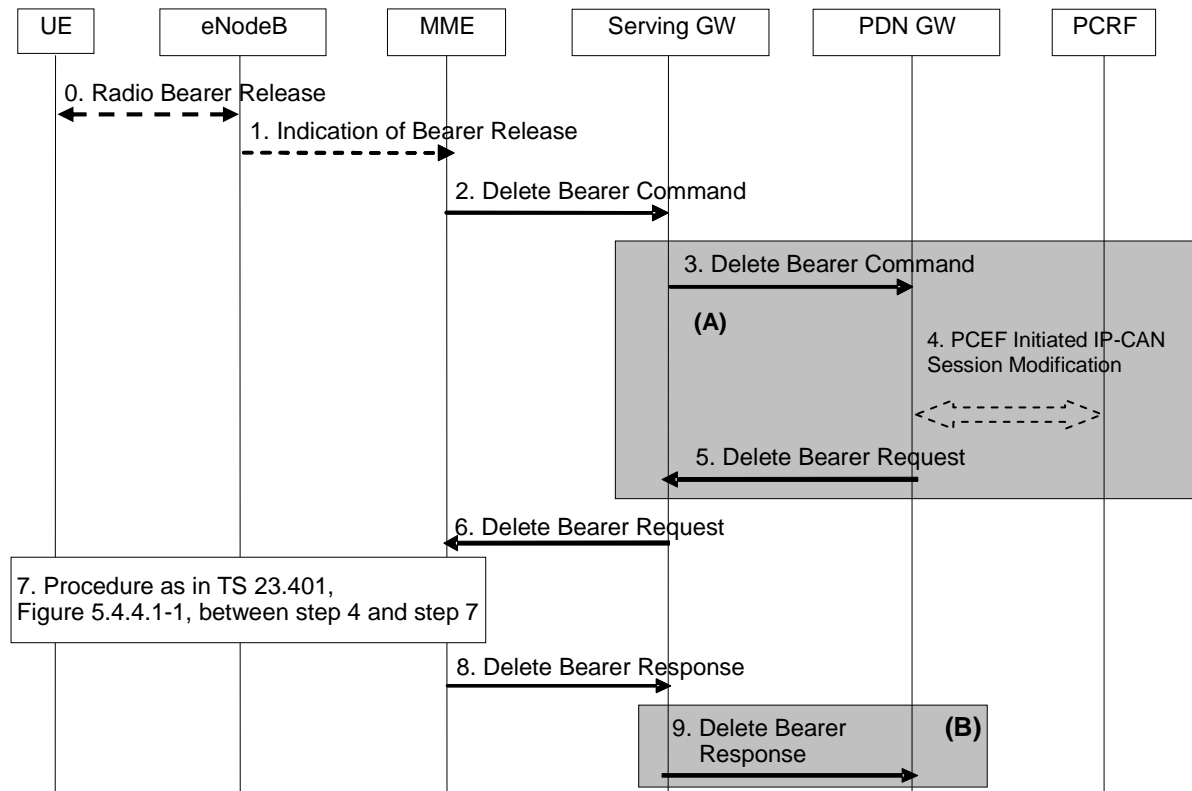 UE
eNodeB
MME
Serving GW
PDN GW
PCRF
0. Radio Bearer Release
1. Indication of Bearer Release
2. Delete Bearer Command
3. Delete Bearer Command
(A)
4. PCEF Initiated IP-CAN
Session Modification
5. Delete Bearer Request
6. Delete Bearer Request
7. Procedure as in TS 23.401,
Figure 5.4.4.1-1, between step 4 and step 7
8. Delete Bearer Response
9. Delete Bearer
Response
(B)